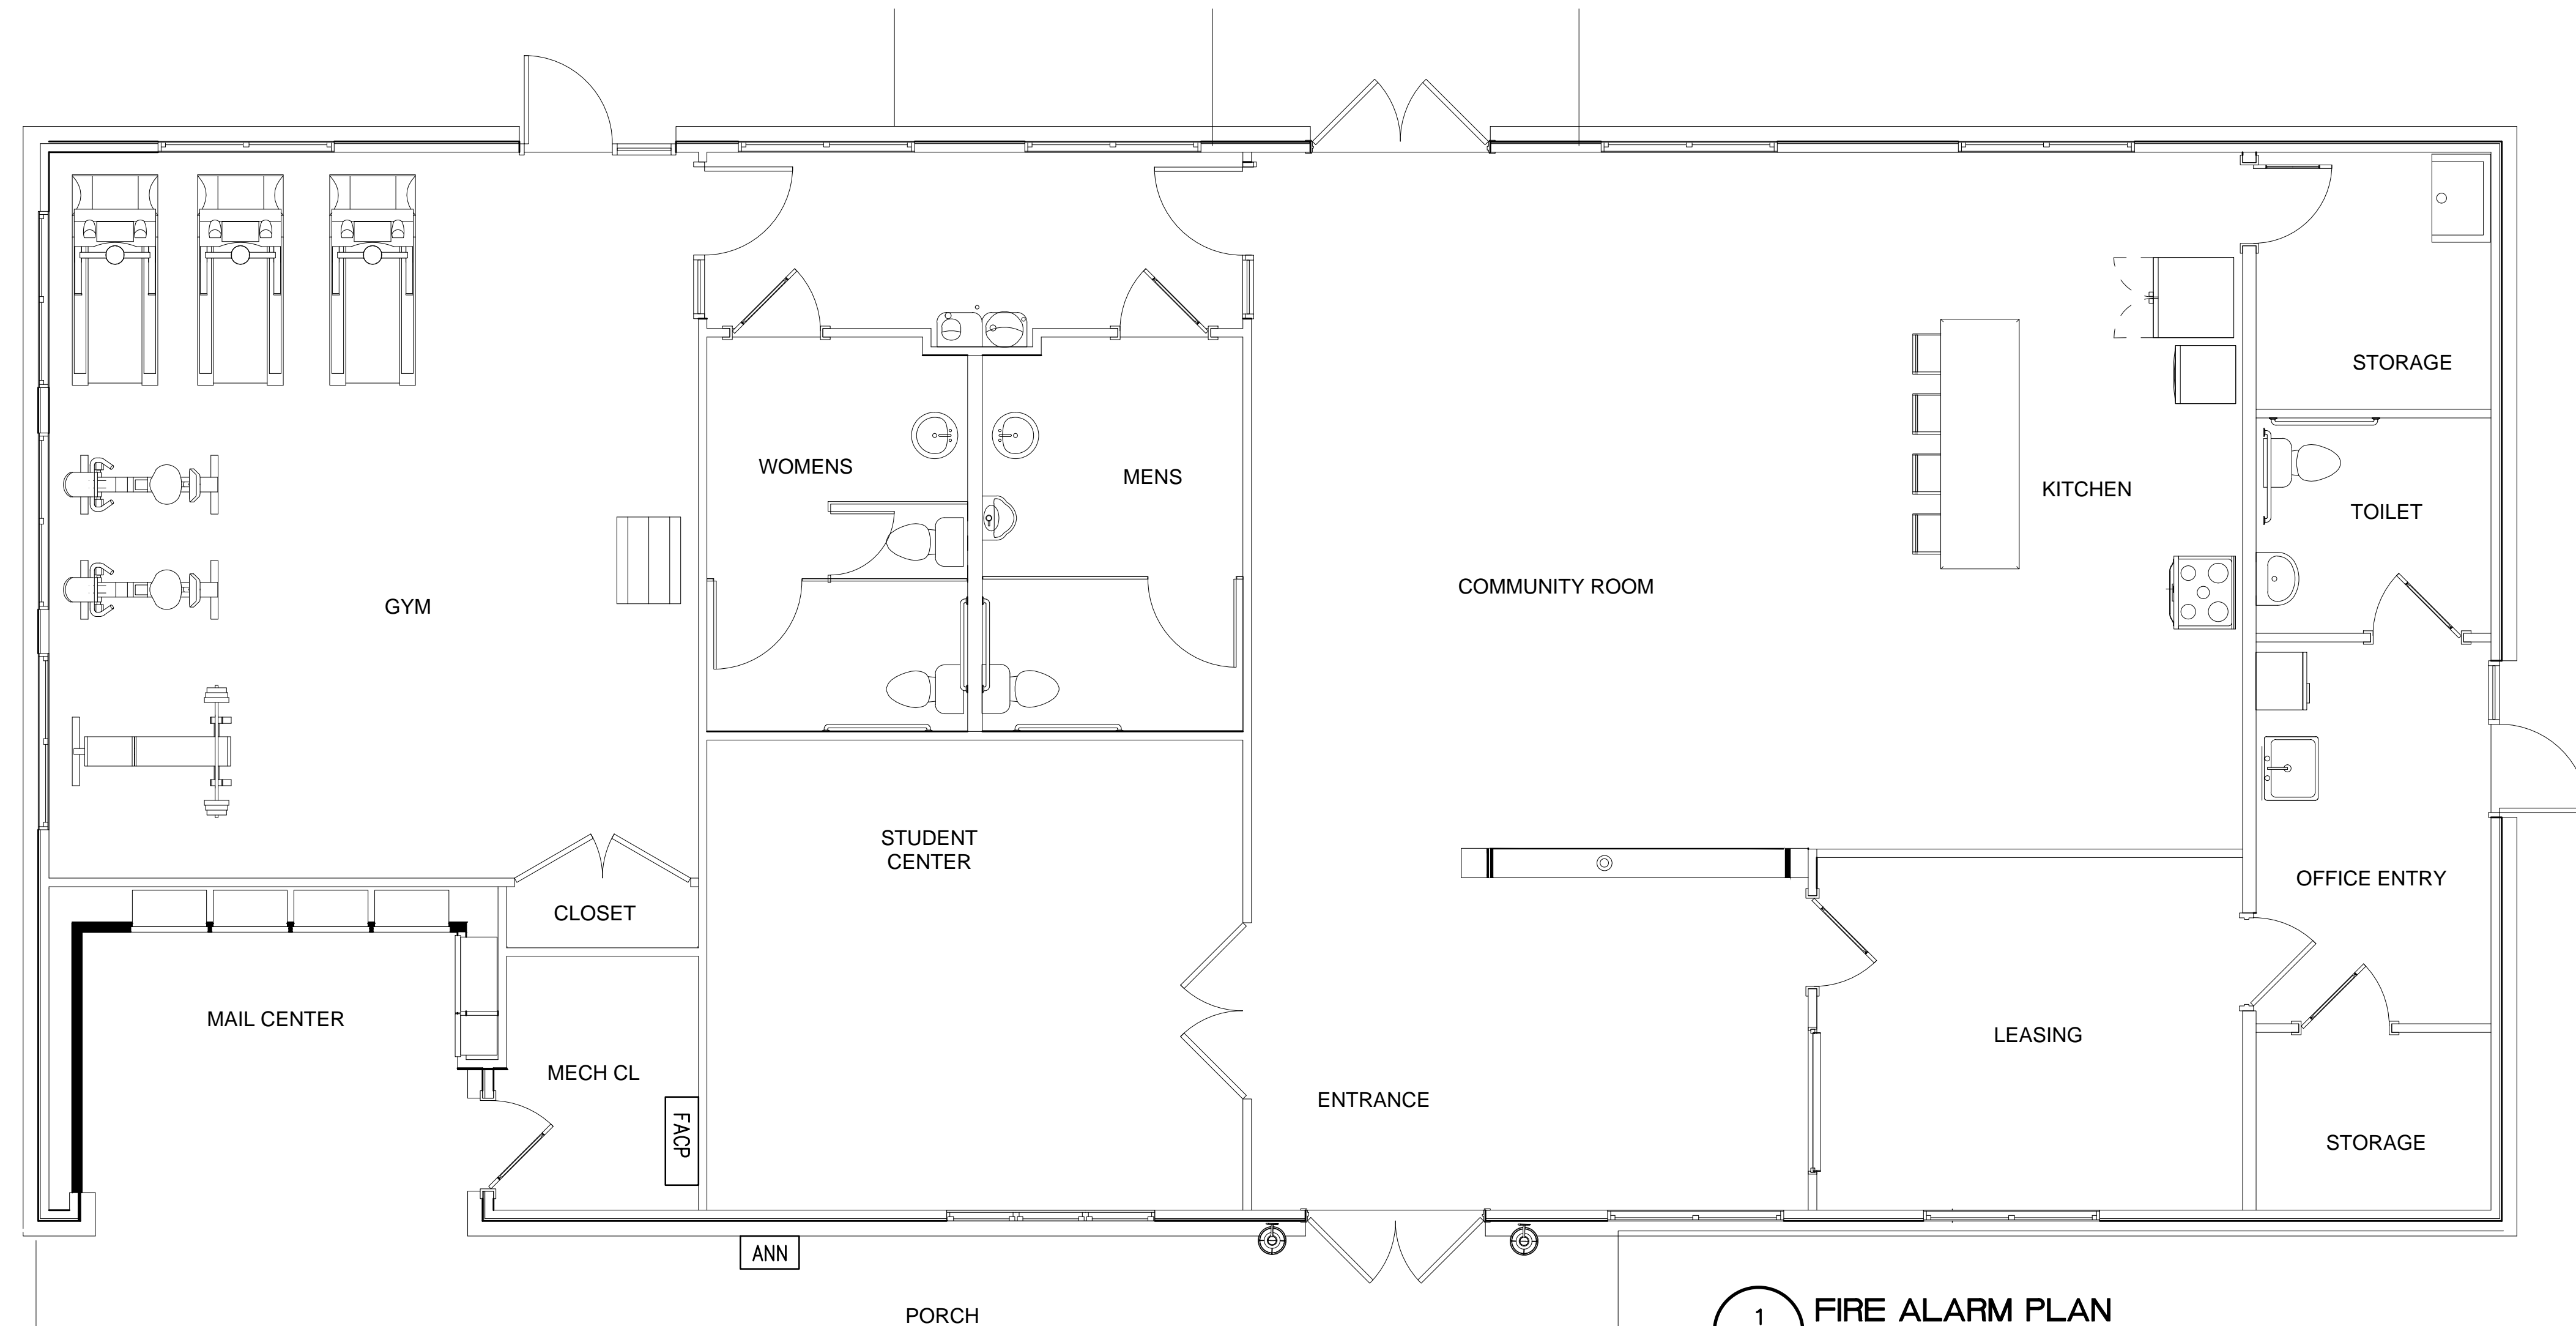 STORAGE
WOMENS
MENS
KITCHEN
TOILET
COMMUNITY ROOM
GYM
STUDENT
CENTER
OFFICE ENTRY
CLOSET
MAIL CENTER
LEASING
MECH CL
ENTRANCE
FACP
STORAGE
ANN
PORCH
1
FIRE ALARM PLAN